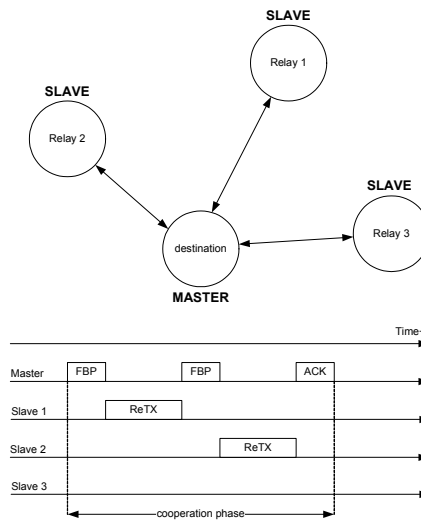 SLAVE
Relay 1
SLAVE
Relay 2
SLAVE
Relay 3
destination
MASTER
Time
Master FBP FBP ACK
Slave 1 ReTX
Slave 2 ReTX
Slave 3
cooperation phase